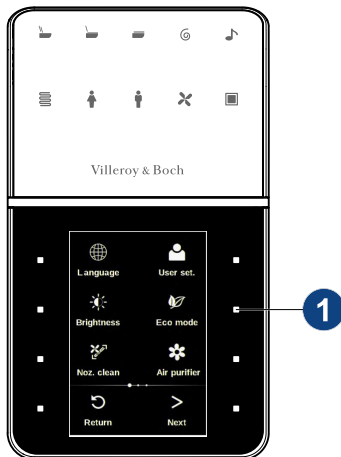 Villeroy & Boch
Language User set.
1
Brightness Eco mode
Noz. clean Air purifier
Return Next